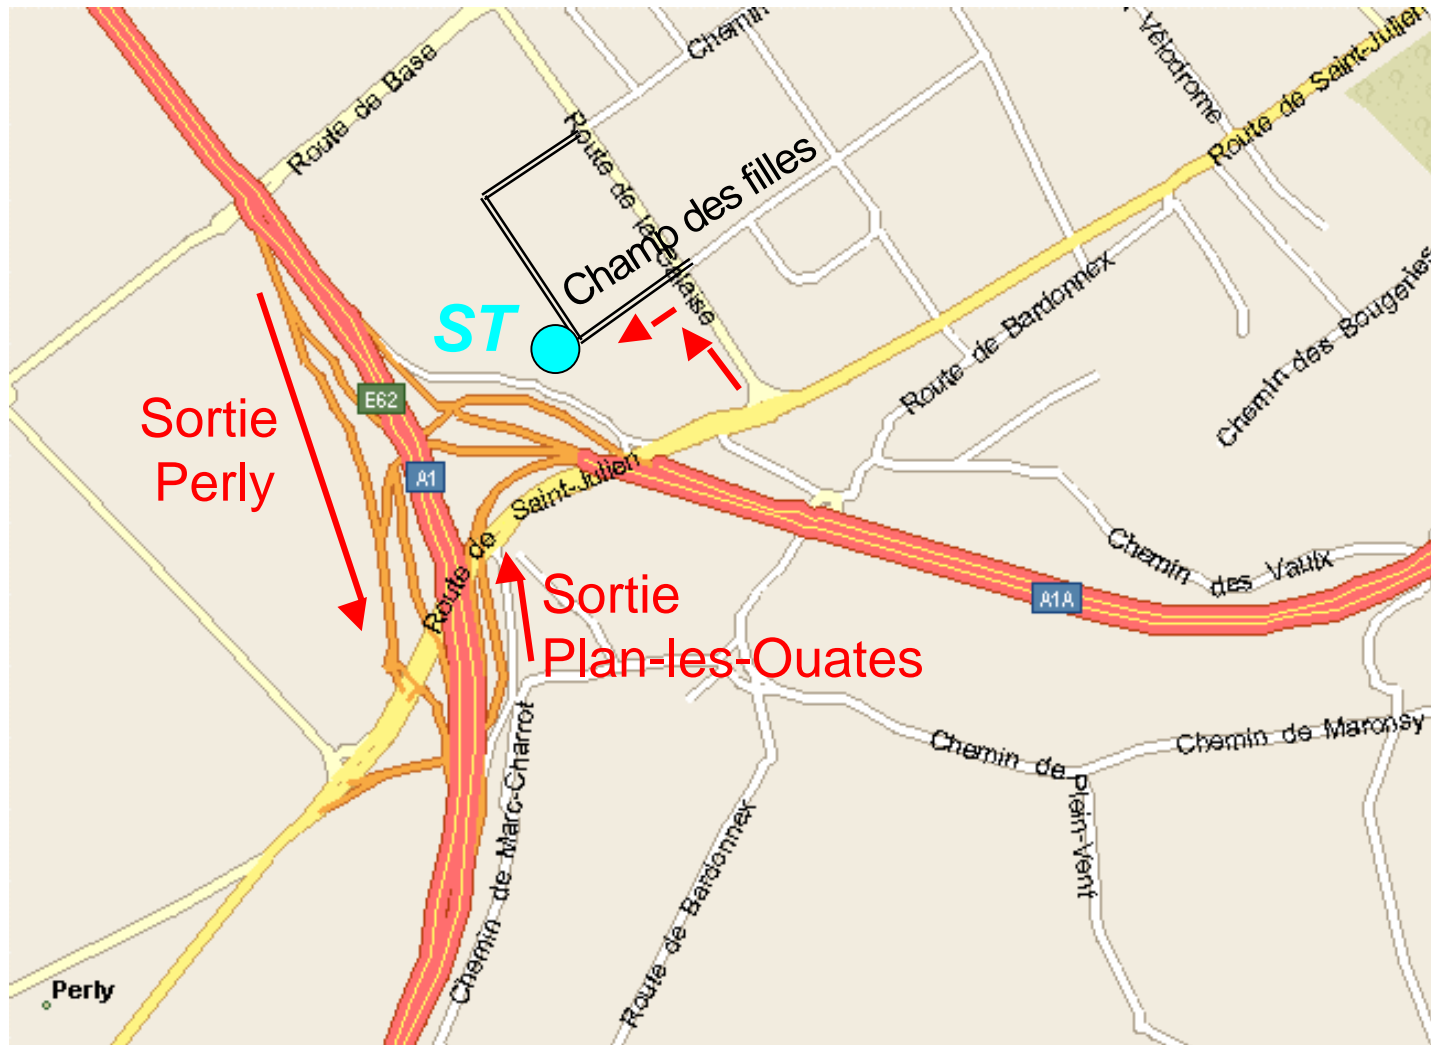 Chemin
Route de Base
Vélodrome
Route de Saint-Julien
Route de la Galaise
Champ des filles
ST
Route de Bardonnex
Chemin des Bougeries
E62
Sortie
Perly
A1
Route de Saint-Julien
Chemin des Vaulx
A1A
Sortie
Plan-les-Ouates
Chemin de Marc-Charrot
Chemin de Plein-Vent
Chemin de Maronsy
Route de Bardonnex
Perly